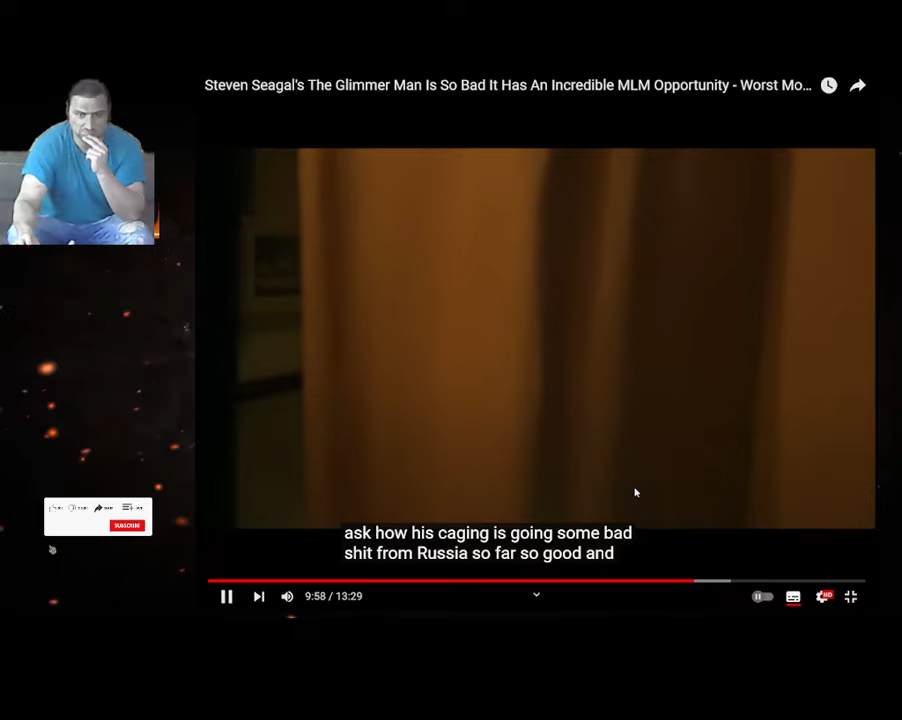 Steven Seagal's The Glimmer Man Is So Bad It Has An Incredible MLM Opportunity - Worst Mo...
ask how his caging is going some bad
shit from Russia so far so good and
SUBSCRIBE
9:58 / 13:29
HD